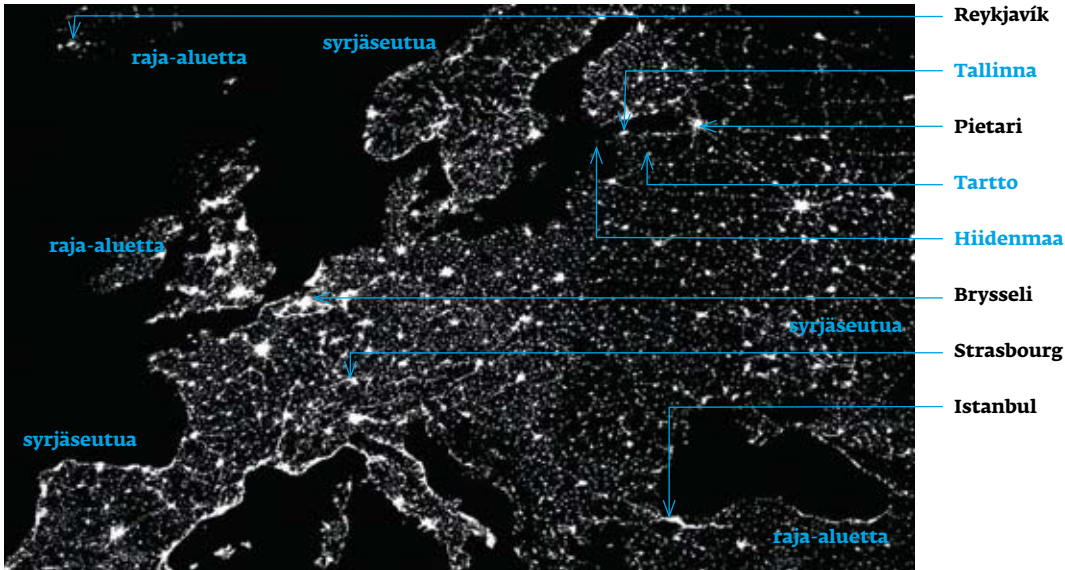 Reykjavík
syrjäseutua
raja-aluetta
Tallinna
Pietari
Tartto
raja-aluetta
Hiidenmaa
Brysseli
syrjäseutua
Strasbourg
Istanbul
syrjäseutua
raja-aluetta